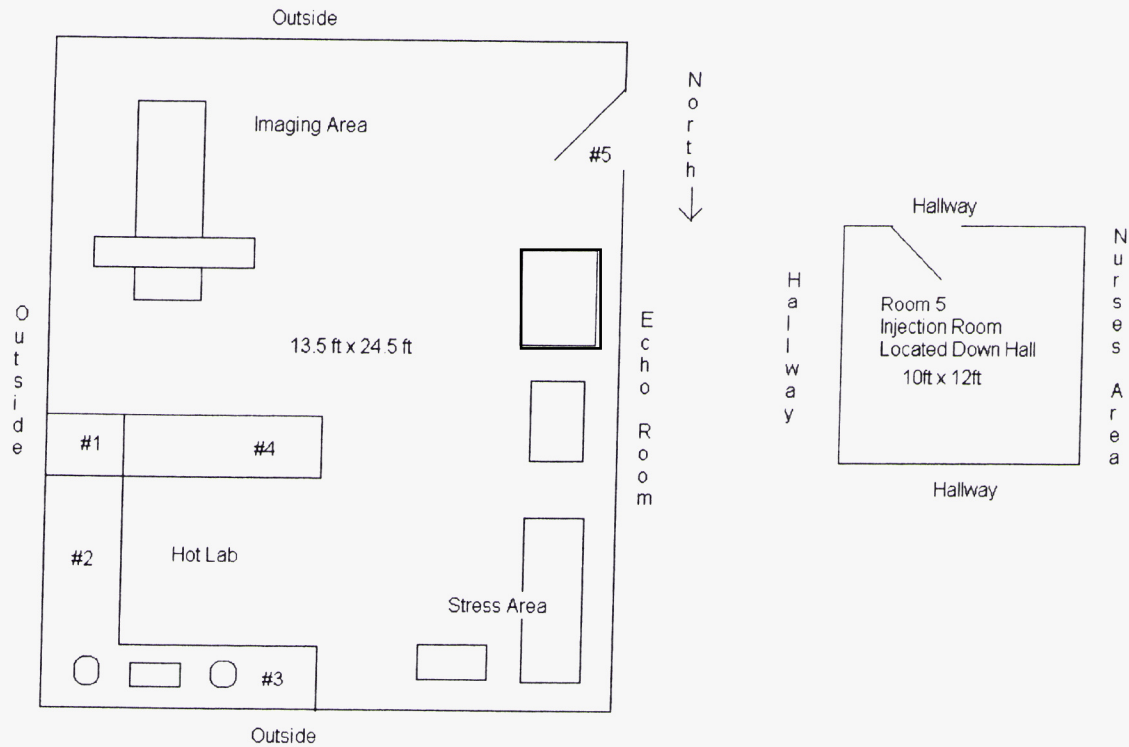 Outside
Imaging Area
North
#5
Hallway
Nurses Area
Hallway
Room 5
Injection Room
Located Down Hall
10ft x 12ft
Outside
Echo Room
13.5 ft x 24.5 ft
#1
#4
Hallway
#2
Hot Lab
Stress Area
#3
Outside